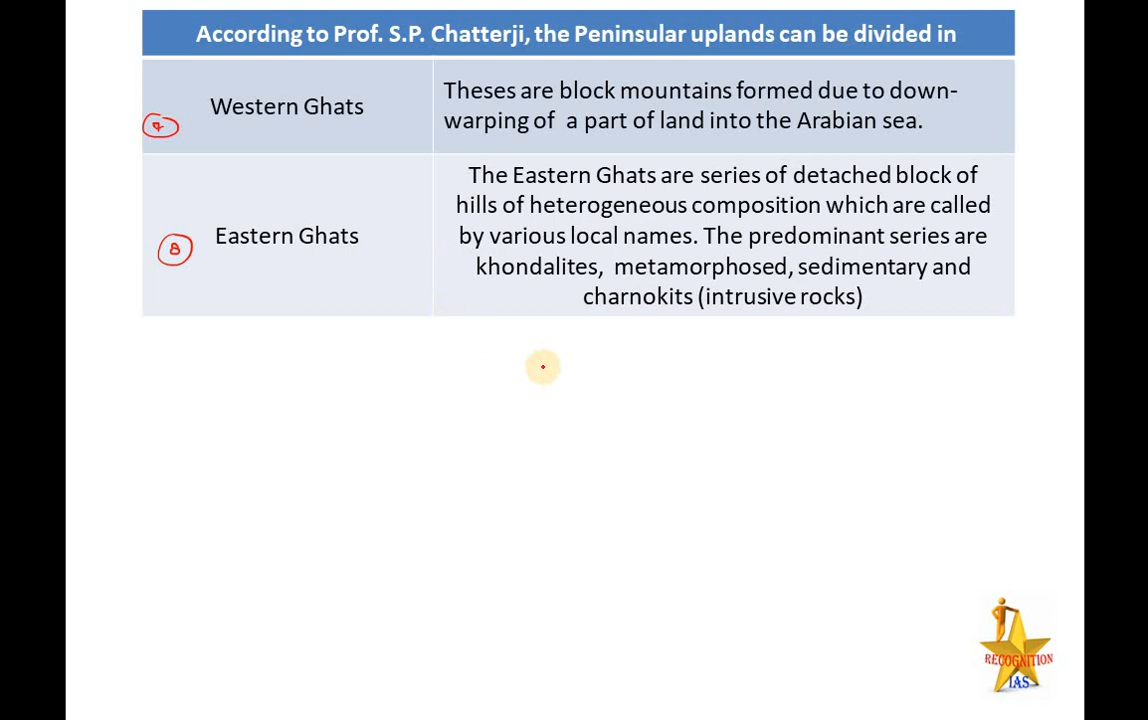 According to Prof. S.P. Chatterji, the Peninsular uplands can be divided in
Western Ghats
7
Theses are block mountains formed due to down-
warping of a part of land into the Arabian sea.
Eastern Ghats
8
The Eastern Ghats are series of detached block of
hills of heterogeneous composition which are called
by various local names. The predominant series are
khondalites, metamorphosed, sedimentary and
charnokits (intrusive rocks)
RECOGNITION
IAS